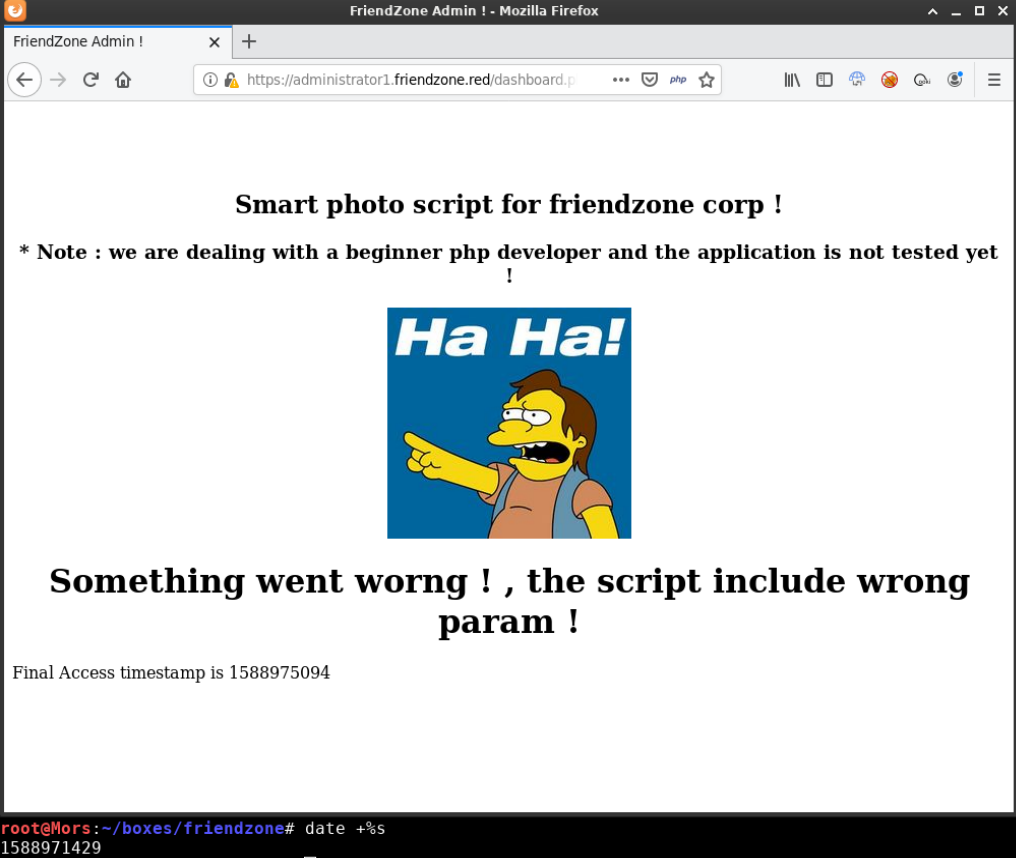 FriendZone Admin ! - Mozilla Firefox
FriendZone Admin !
https://administrator1.friendzone.red/dashboard.p
php
Smart photo script for friendzone corp !
* Note : we are dealing with a beginner php developer and the application is not tested yet
!
Ha Ha!
Something went worng ! , the script include wrong
param !
Final Access timestamp is 1588975094
root@Mors:~/boxes/friendzone# date +%s
1588971429